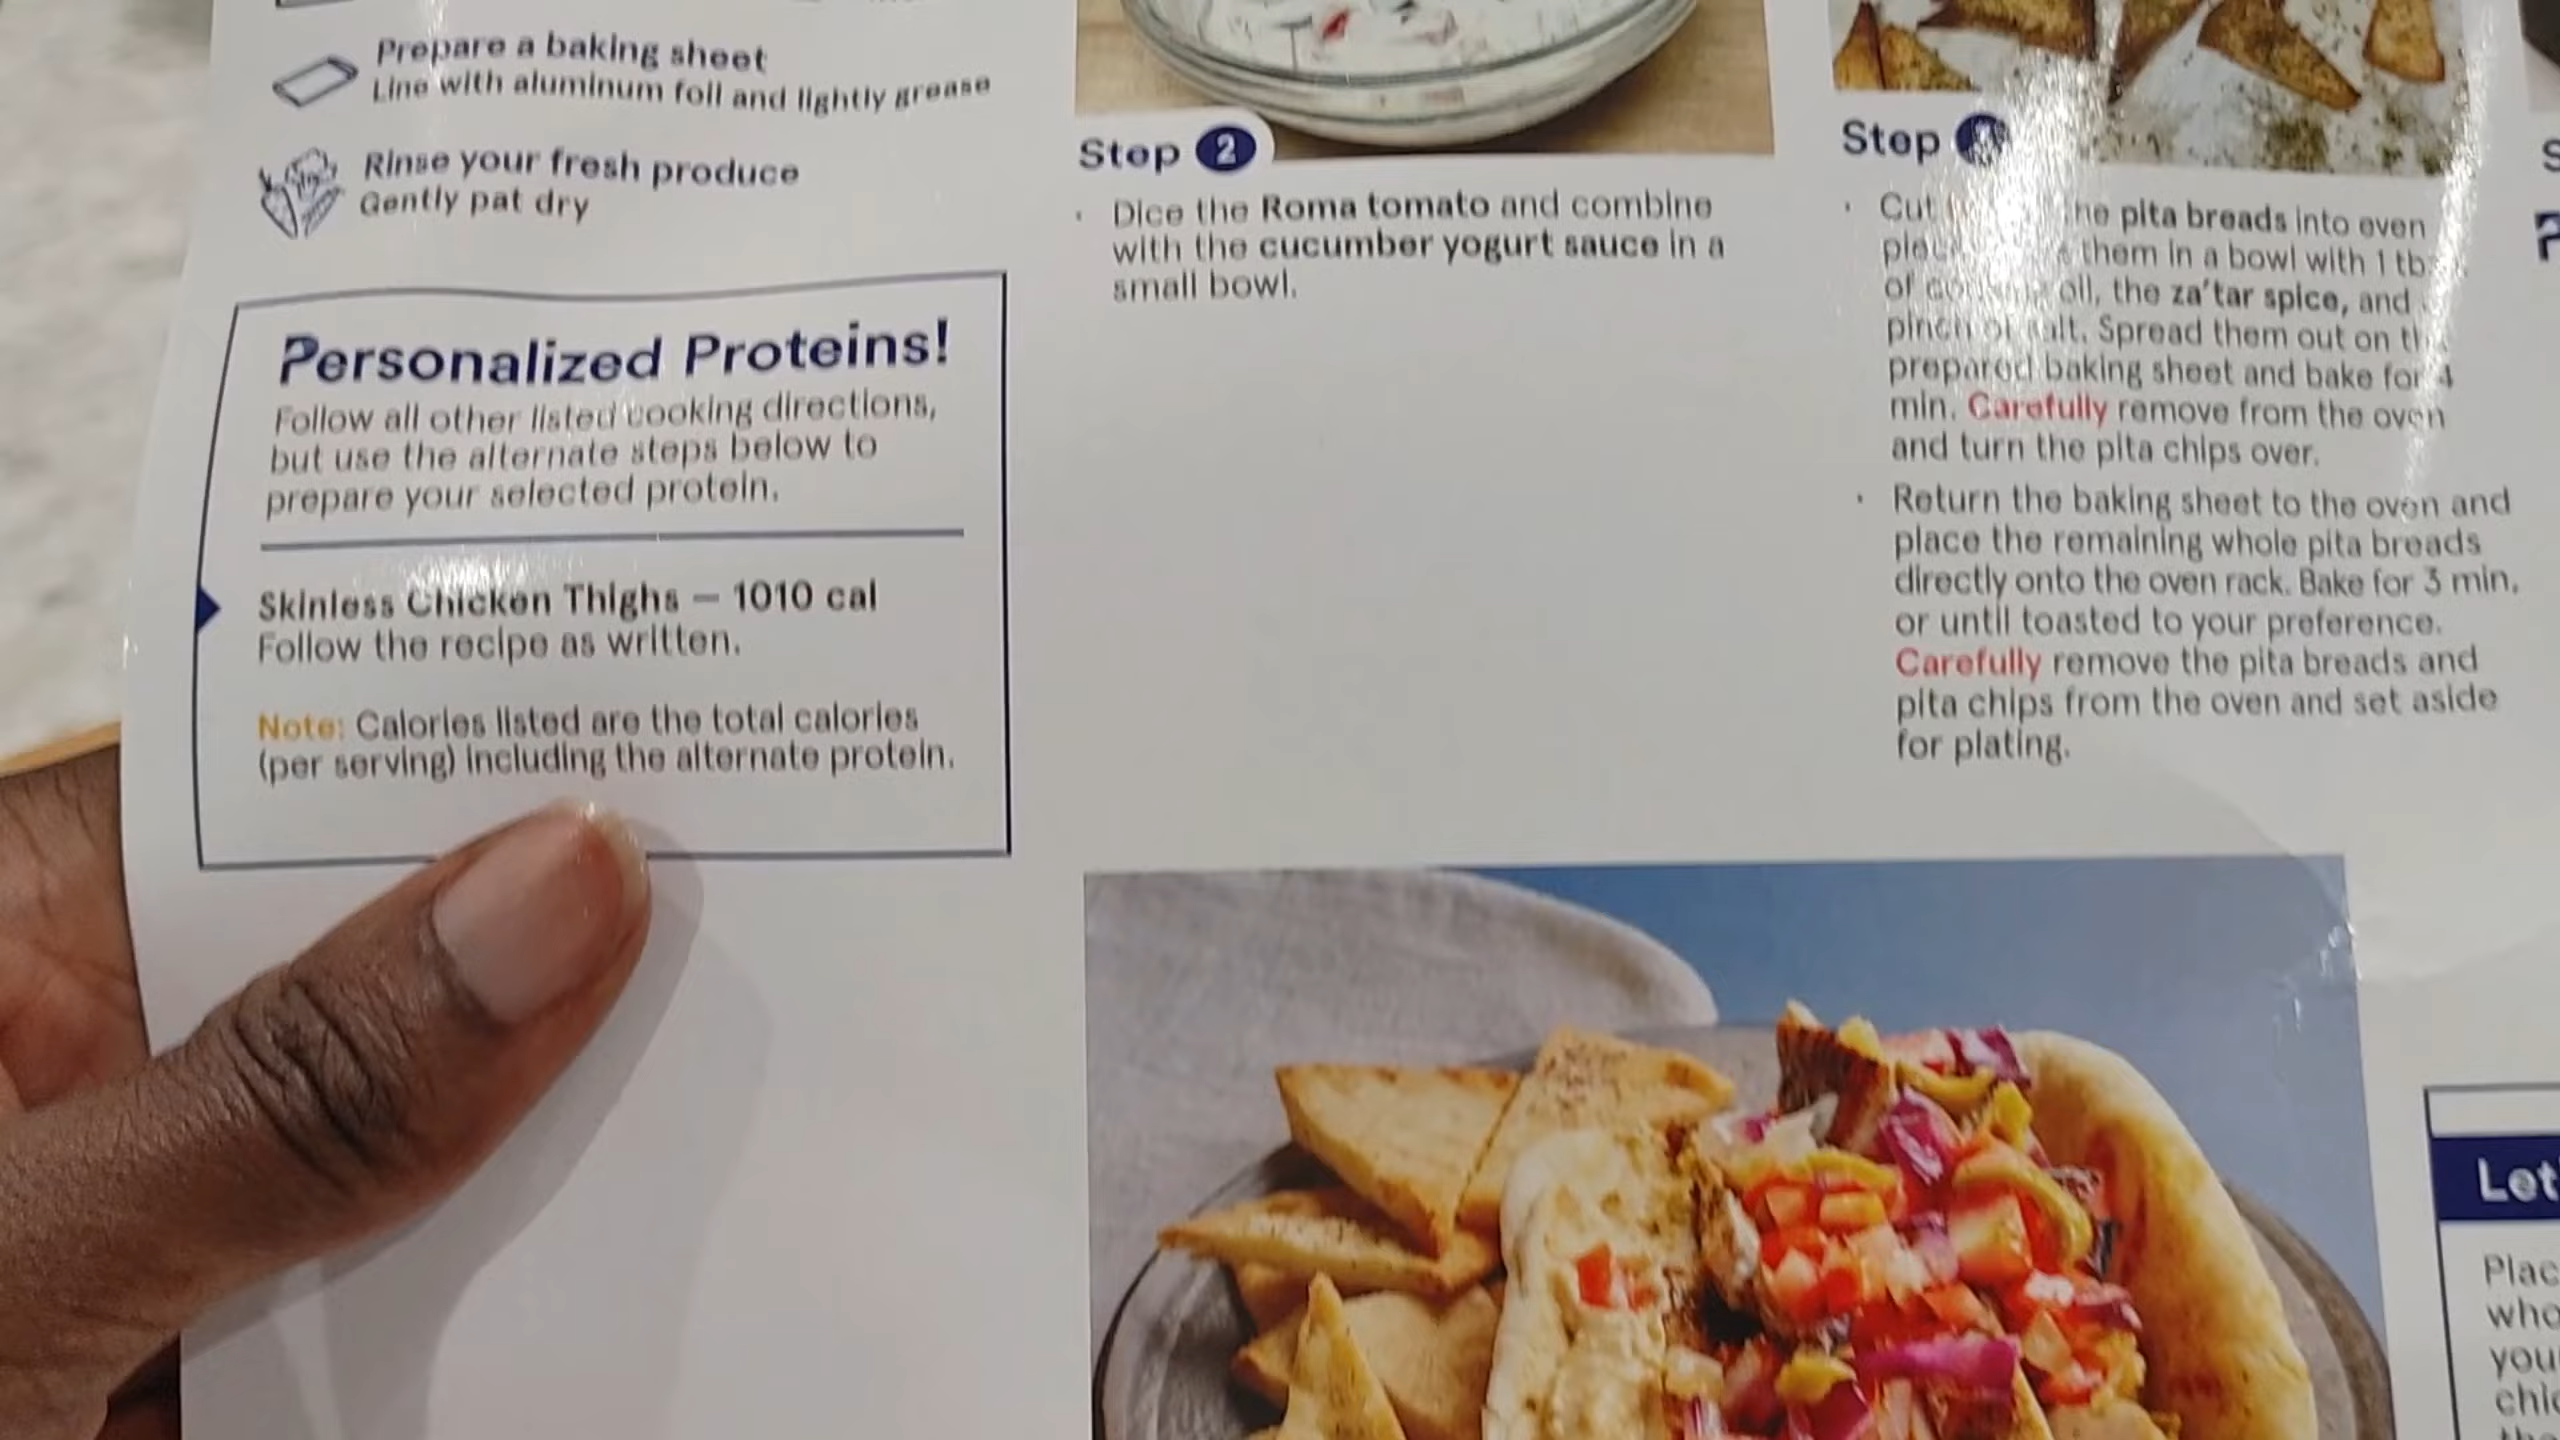 Prepare a baking sheet
Line with aluminum foil and lightly grease
Rinse your fresh produce
Gently pat dry
Personalized Proteins!
Follow all other listed cooking directions,
but use the alternate steps below to
prepare your selected protein.
Skinless Chicken Thighs — 1010 cal
Follow the recipe as written.
Note: Calories listed are the total calories
(per serving) including the alternate protein.
Step 2
· Dice the Roma tomato and combine
with the cucumber yogurt sauce in a
small bowl.
Step
· Cut pita breads into even
them in a bowl with 1
of oil, the za'tar spice, and
pinch of salt. Spread them out on
prepared baking sheet and bake for 4
min. Carefully remove from the oven
and turn the pita chips over.
· Return the baking sheet to the oven and
place the remaining whole pita breads
directly onto the oven rack. Bake for 3 min,
or until toasted to your preference.
Carefully remove the pita breads and
pita chips from the oven and set aside
for plating.